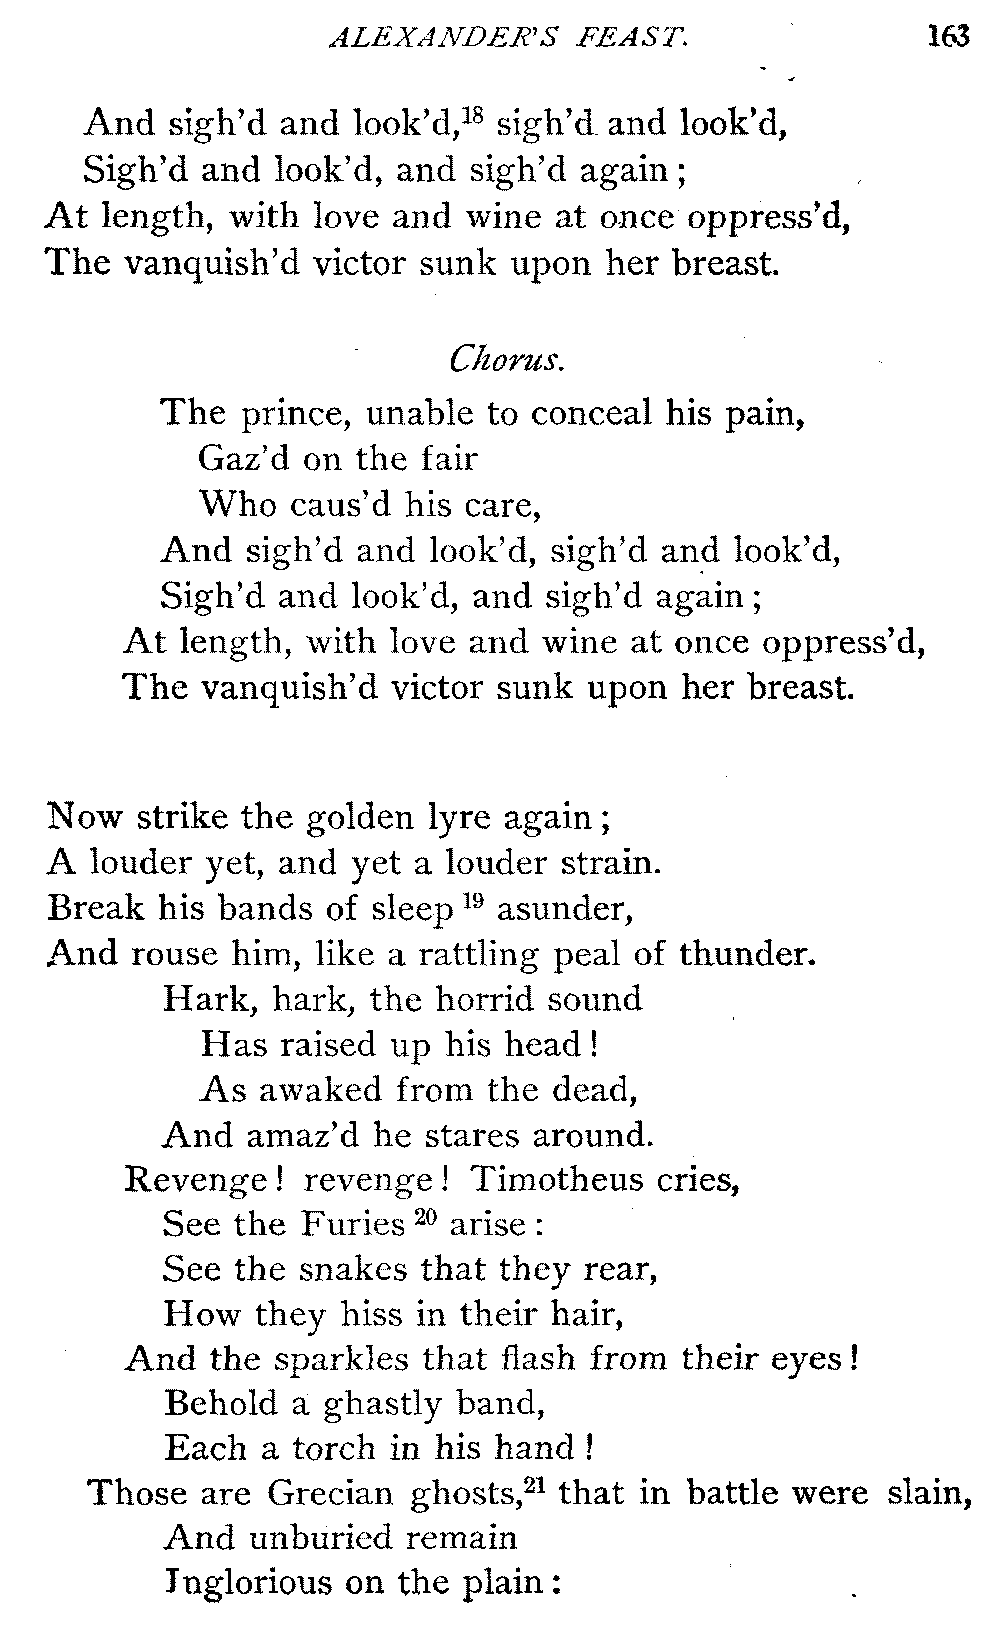 ALEXANDER'S FEAST. 163
And sigh'd and look'd,¹⁸ sigh'd and look'd,
Sigh'd and look'd, and sigh'd again;
At length, with love and wine at once oppress'd,
The vanquish'd victor sunk upon her breast.
Chorus.
The prince, unable to conceal his pain,
Gaz'd on the fair
Who caus'd his care,
And sigh'd and look'd, sigh'd and look'd,
Sigh'd and look'd, and sigh'd again;
At length, with love and wine at once oppress'd,
The vanquish'd victor sunk upon her breast.
Now strike the golden lyre again;
A louder yet, and yet a louder strain.
Break his bands of sleep¹⁹ asunder,
And rouse him, like a rattling peal of thunder.
Hark, hark, the horrid sound
Has raised up his head!
As awaked from the dead,
And amaz'd he stares around.
Revenge! revenge! Timotheus cries,
See the Furies²⁰ arise:
See the snakes that they rear,
How they hiss in their hair,
And the sparkles that flash from their eyes!
Behold a ghastly band,
Each a torch in his hand!
Those are Grecian ghosts,²¹ that in battle were slain,
And unburied remain
Inglorious on the plain: